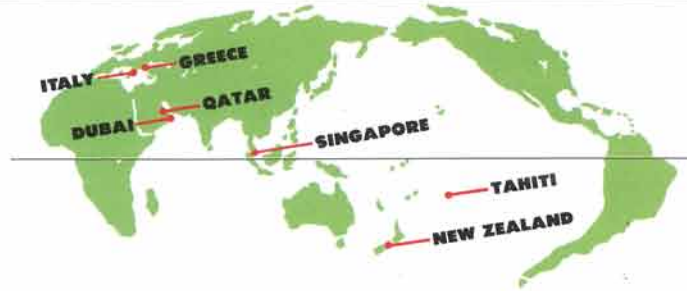 GREECE
ITALY
QATAR
DUBAI
SINGAPORE
TAHITI
NEW ZEALAND